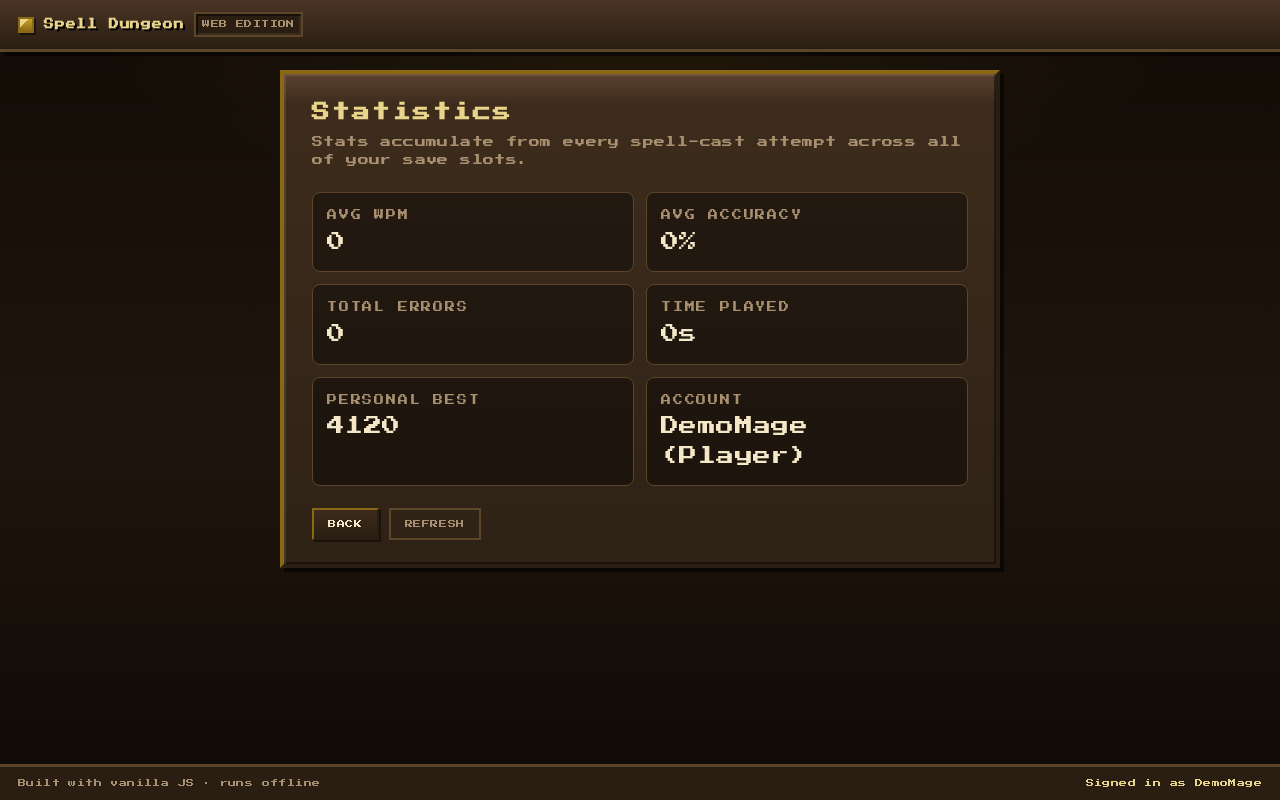 Spell Dungeon WEB EDITION
Statistics
Stats accumulate from every spell-cast attempt across all
of your save slots.
AVG WPM
0
AVG ACCURACY
0%
TOTAL ERRORS
0
TIME PLAYED
0s
PERSONAL BEST
4120
ACCOUNT
DemoMage
(Player)
BACK REFRESH
Built with vanilla JS · runs offline
Signed in as DemoMage